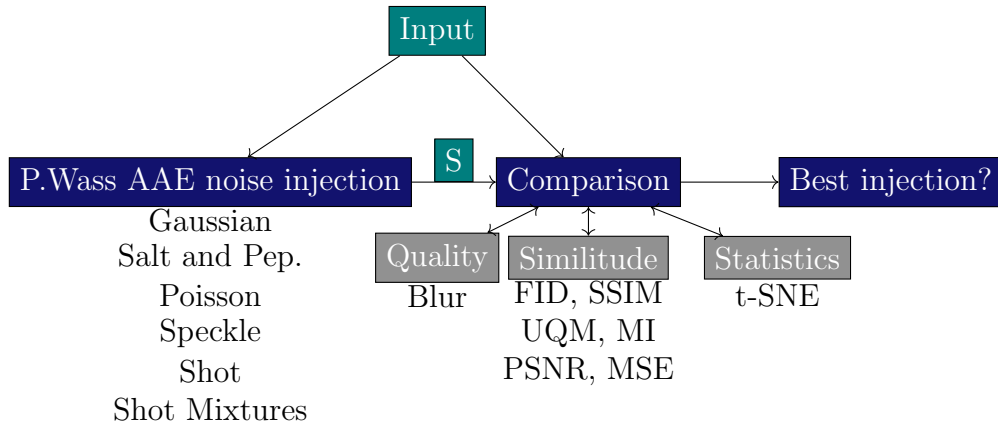 Input
P.Wass AAE noise injection
S
Comparison
Best injection?
Gaussian
Salt and Pep.
Poisson
Speckle
Shot
Shot Mixtures
Quality
Blur
Similitude
FID, SSIM
UQM, MI
PSNR, MSE
Statistics
t-SNE